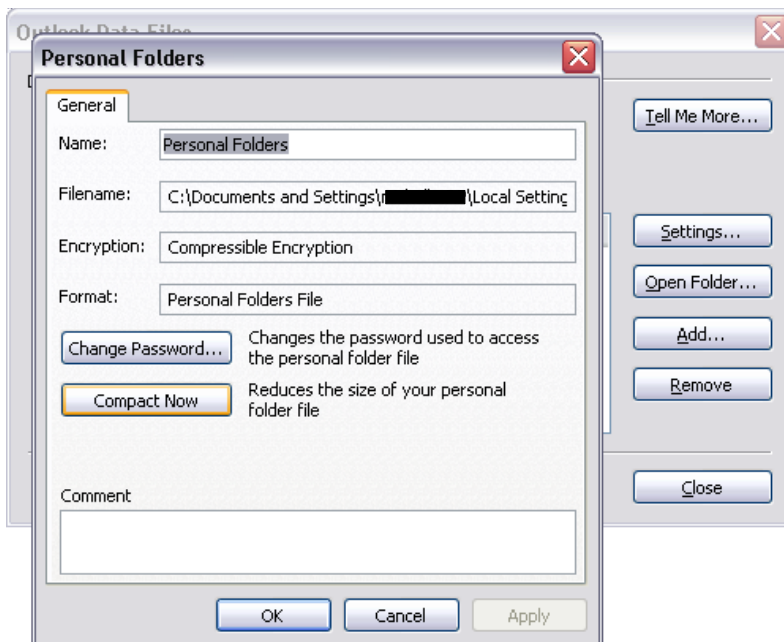 Outlook Data Files
Personal Folders
General
Name:
Personal Folders
Filename:
C:\Documents and Settings\ \Local Setting
Encryption:
Compressible Encryption
Format:
Personal Folders File
Change Password...
Changes the password used to access
the personal folder file
Compact Now
Reduces the size of your personal
folder file
Comment
OK
Cancel
Apply
Tell Me More...
Settings...
Open Folder...
Add...
Remove
Close